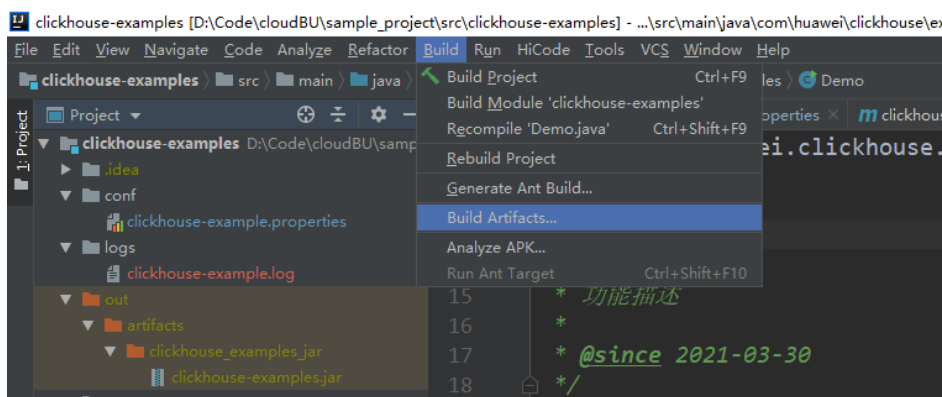 clickhouse-examples [D:\Code\cloudBU\sample_project\src\clickhouse-examples] - ...\src\main\java\com\huawei\clickhouse\ex
File Edit View Navigate Code Analyze Refactor Build Run HiCode Tools VCS Window Help
clickhouse-examples src main java
les Demo
Build Project Ctrl+F9
Build Module 'clickhouse-examples'
Recompile 'Demo.java' Ctrl+Shift+F9
Rebuild Project
Generate Ant Build...
Build Artifacts...
Analyze APK...
Run Ant Target Ctrl+Shift+F10
1: Project
Project
operties clickhous
clickhouse-examples D:\Code\cloudBU\samp
ei.clickhouse.
.idea
conf
clickhouse-example.properties
logs
clickhouse-example.log
out
artifacts
clickhouse_examples_jar
clickhouse-examples.jar
15 * 功能描述
16 *
17 * @since 2021-03-30
18 */